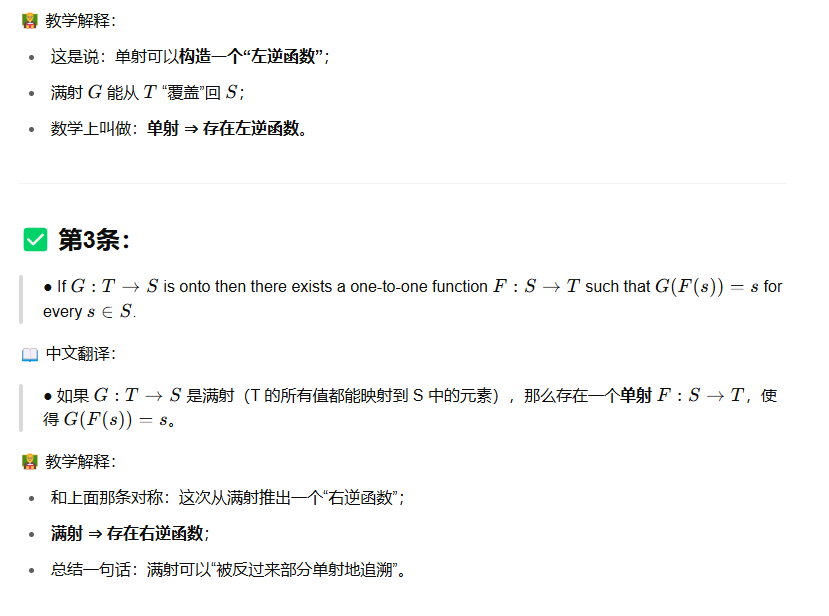 👩‍🏫 教学解释：
• 这是说：单射可以构造一个“左逆函数”；
• 满射 G 能从 T “覆盖”回 S；
• 数学上叫做：单射 ⇒ 存在左逆函数。
✅ 第3条：
● If G : T → S is onto then there exists a one-to-one function F : S → T such that G(F(s)) = s for
every s ∈ S.
📖 中文翻译：
● 如果 G : T → S 是满射（T 的所有值都能映射到 S 中的元素），那么存在一个单射 F : S → T，使
得 G(F(s)) = s。
👩‍🏫 教学解释：
• 和上面那条对称：这次从满射推出一个“右逆函数”；
• 满射 ⇒ 存在右逆函数；
• 总结一句话：满射可以“被反过来部分单射地追溯”。